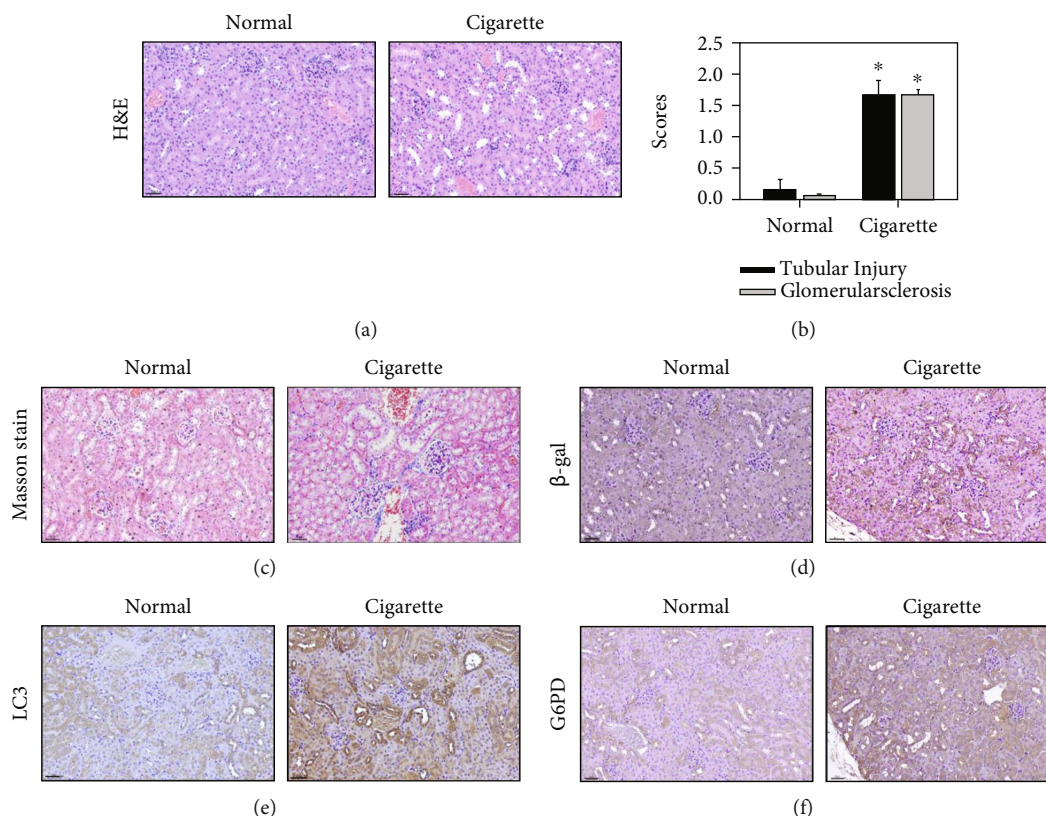 Normal
Cigarette
H&E
(a)
2.5
2.0
1.5
1.0
0.5
0.0
Scores
*
*
Normal
Cigarette
Tubular Injury
Glomerularsclerosis
(b)
Normal
Cigarette
Masson stain
(c)
Normal
Cigarette
β-gal
(d)
Normal
Cigarette
LC3
(e)
Normal
Cigarette
G6PD
(f)